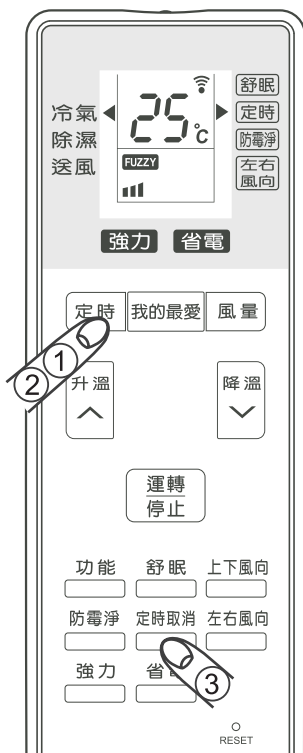 冷氣 25°C 舒眠
除濕 定時
送風 FUZZY 防霉淨
左右
風向
強力 省電
定時 我的最愛 風量
①
②
升溫 降溫
運轉
停止
功能 舒眠 上下風向
防霉淨 定時取消 左右風向
強力 省
③
RESET